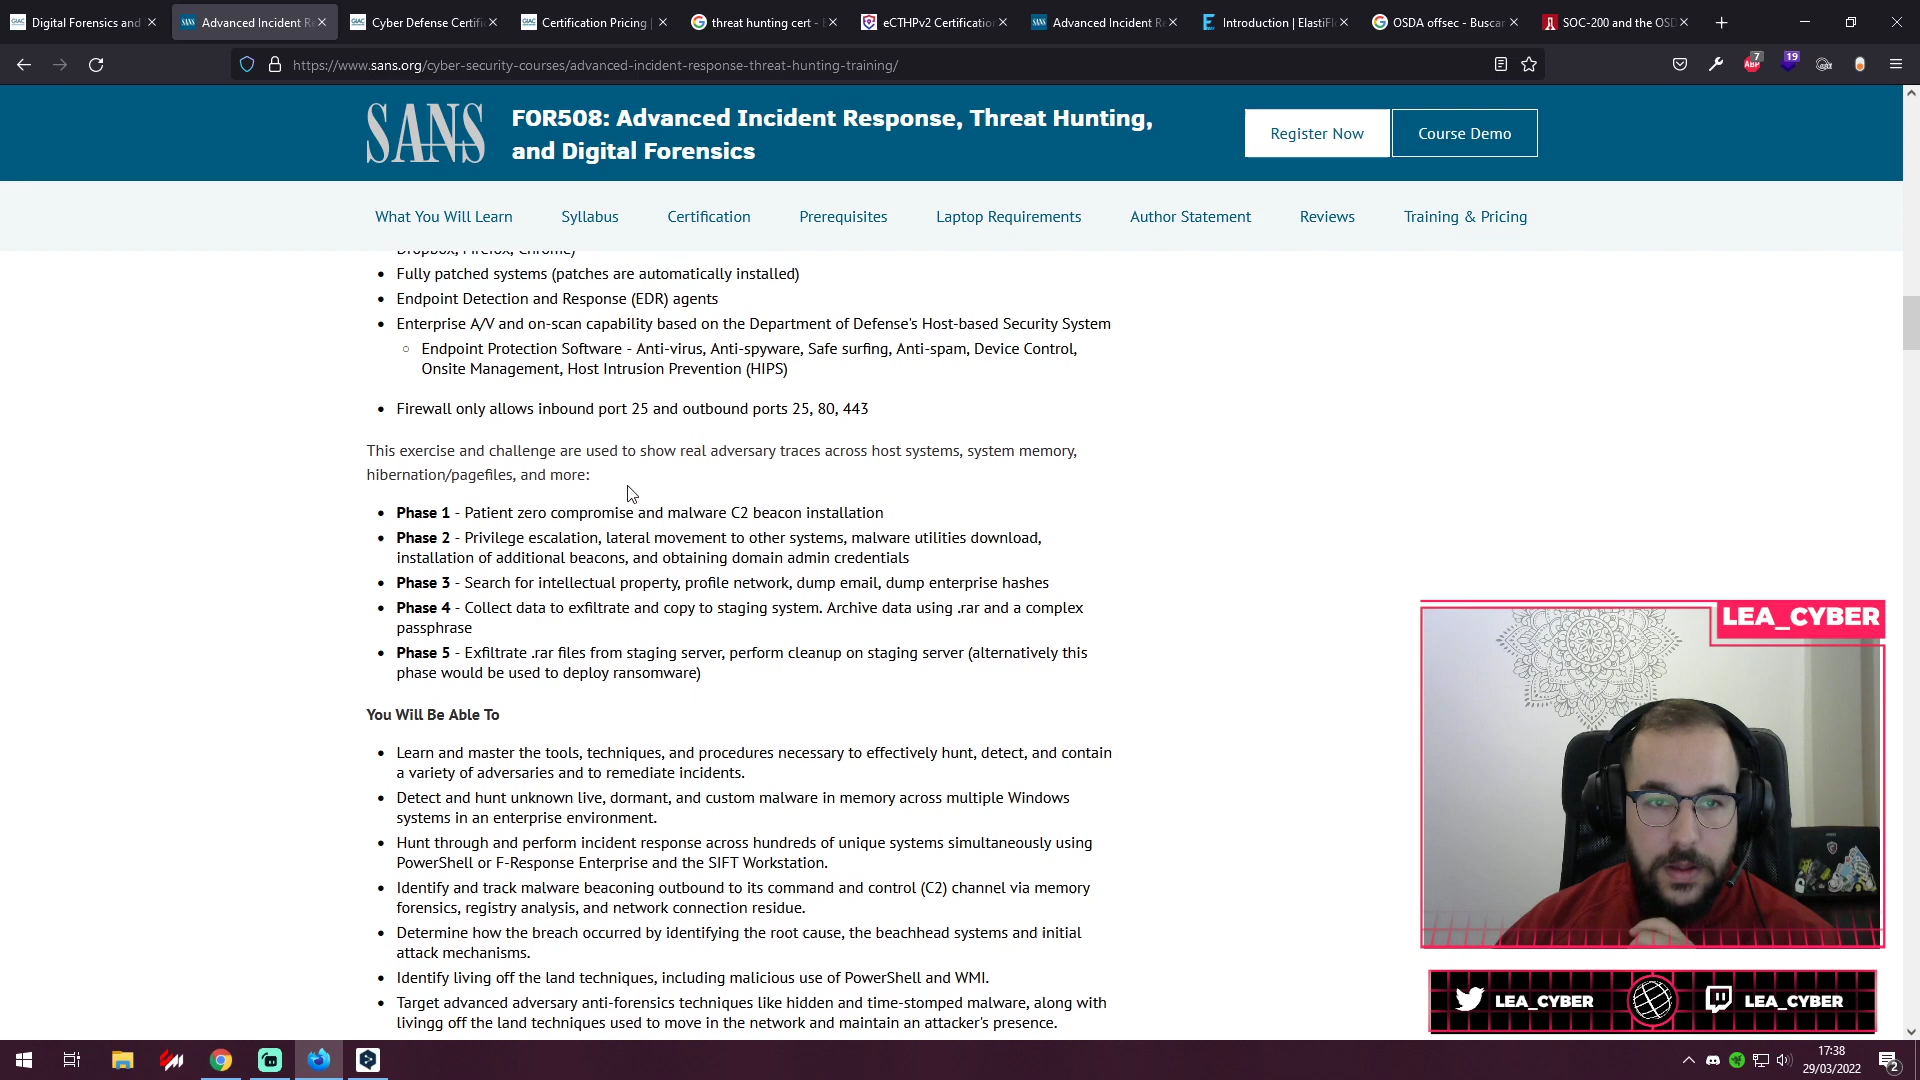 Digital Forensics and
Advanced Incident Re
Cyber Defense Certific
Certification Pricing |
threat hunting cert - B
eCTHPv2 Certification
Advanced Incident Re
Introduction | ElastiFl
OSDA offsec - Buscar
SOC-200 and the OSD
https://www.sans.org/cyber-security-courses/advanced-incident-response-threat-hunting-training/
ABP
7
19
SANS
FOR508: Advanced Incident Response, Threat Hunting,
and Digital Forensics
Register Now
Course Demo
What You Will Learn
Syllabus
Certification
Prerequisites
Laptop Requirements
Author Statement
Reviews
Training & Pricing
Dropbox, Firefox, Chrome)
Fully patched systems (patches are automatically installed)
Endpoint Detection and Response (EDR) agents
Enterprise A/V and on-scan capability based on the Department of Defense's Host-based Security System
Endpoint Protection Software - Anti-virus, Anti-spyware, Safe surfing, Anti-spam, Device Control,
Onsite Management, Host Intrusion Prevention (HIPS)
Firewall only allows inbound port 25 and outbound ports 25, 80, 443
This exercise and challenge are used to show real adversary traces across host systems, system memory,
hibernation/pagefiles, and more:
Phase 1 - Patient zero compromise and malware C2 beacon installation
Phase 2 - Privilege escalation, lateral movement to other systems, malware utilities download,
installation of additional beacons, and obtaining domain admin credentials
Phase 3 - Search for intellectual property, profile network, dump email, dump enterprise hashes
Phase 4 - Collect data to exfiltrate and copy to staging system. Archive data using .rar and a complex
passphrase
Phase 5 - Exfiltrate .rar files from staging server, perform cleanup on staging server (alternatively this
phase would be used to deploy ransomware)
You Will Be Able To
Learn and master the tools, techniques, and procedures necessary to effectively hunt, detect, and contain
a variety of adversaries and to remediate incidents.
Detect and hunt unknown live, dormant, and custom malware in memory across multiple Windows
systems in an enterprise environment.
Hunt through and perform incident response across hundreds of unique systems simultaneously using
PowerShell or F-Response Enterprise and the SIFT Workstation.
Identify and track malware beaconing outbound to its command and control (C2) channel via memory
forensics, registry analysis, and network connection residue.
Determine how the breach occurred by identifying the root cause, the beachhead systems and initial
attack mechanisms.
Identify living off the land techniques, including malicious use of PowerShell and WMI.
Target advanced adversary anti-forensics techniques like hidden and time-stomped malware, along with
livingg off the land techniques used to move in the network and maintain an attacker's presence.
LEA_CYBER
LEA_CYBER
LEA_CYBER
17:38
29/03/2022
2